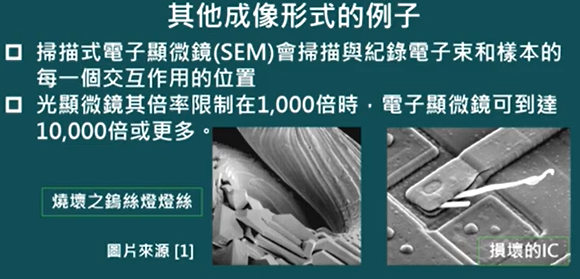 其他成像形式的例子
掃描式電子顯微鏡(SEM)會掃描與紀錄電子束和樣本的
每一個交互作用的位置
光顯微鏡其倍率限制在1,000倍時，電子顯微鏡可到達
10,000倍或更多。
燒壞之鎢絲燈燈絲
圖片來源 [1]
損壞的IC